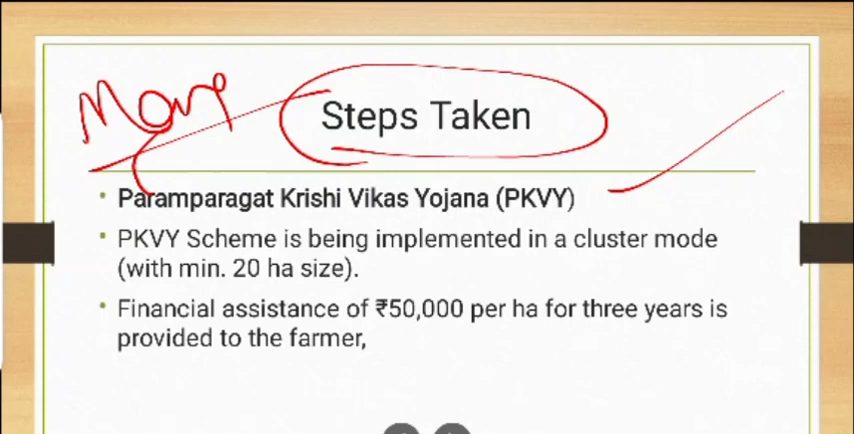 Steps Taken
• Paramparagat Krishi Vikas Yojana (PKVY)
• PKVY Scheme is being implemented in a cluster mode
(with min. 20 ha size).
• Financial assistance of ₹50,000 per ha for three years is
provided to the farmer,